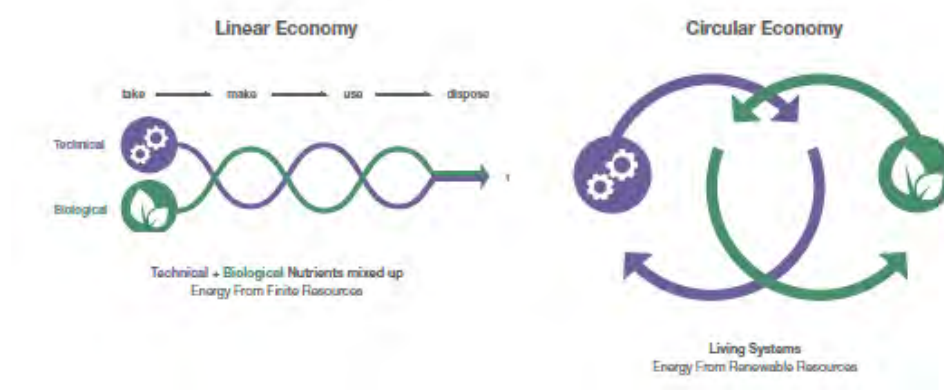 Linear Economy
take make use dispose
Technical
Biological
Technical + Biological Nutrients mixed up
Energy From Finite Resources
Circular Economy
Living Systems
Energy From Renewable Resources